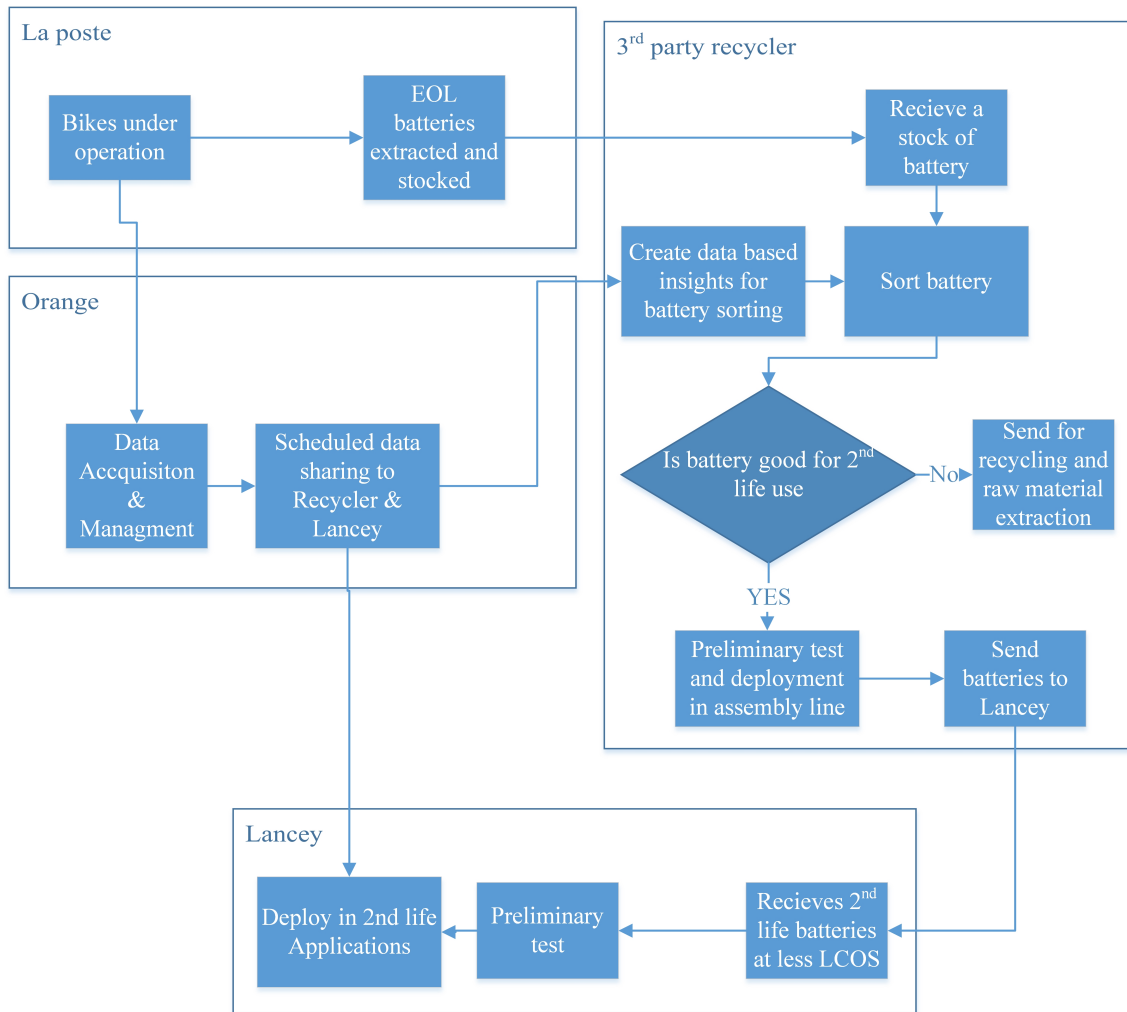 La poste
Bikes under
operation
EOL
batteries
extracted and
stocked
3rd party recycler
Recieve a
stock of
battery
Create data based
insights for
battery sorting
Sort battery
Orange
Data
Accquisiton
&
Managment
Scheduled data
sharing to
Recycler &
Lancey
Is battery good for 2nd
life use
No
Send for
recycling and
raw material
extraction
YES
Preliminary test
and deployment
in assembly line
Send
batteries to
Lancey
Lancey
Deploy in 2nd life
Applications
Preliminary
test
Recieves 2nd
life batteries
at less LCOS